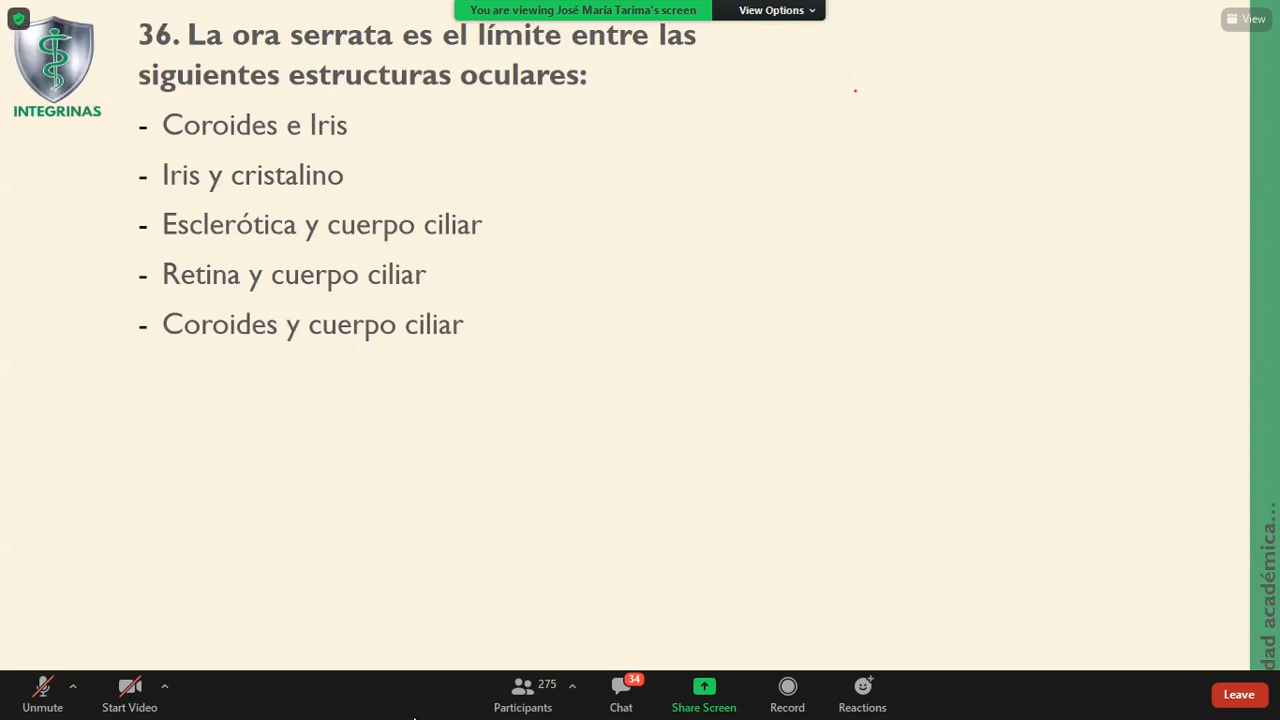 You are viewing José María Tarima's screen
View Options
View
INTEGRINAS
36. La ora serrata es el límite entre las
siguientes estructuras oculares:
- Coroides e Iris
- Iris y cristalino
- Esclerótica y cuerpo ciliar
- Retina y cuerpo ciliar
- Coroides y cuerpo ciliar
dad académica...
Unmute
Start Video
275
Participants
34
Chat
Share Screen
Record
Reactions
Leave